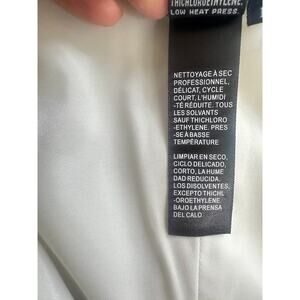 TRICHLOROETHYLENE.
LOW HEAT PRESS.
NETTOYAGE À SEC
PROFESSIONNEL,
DÉLICAT, CYCLE
COURT, L'HUMIDI
-TÉ RÉDUITE. TOUS
LES SOLVANTS
SAUF THICHLORO
-ETHYLENE. PRES
-SE À BASSE
TEMPÉRATURE
LIMPIAR EN SECO,
CICLO DELICADO,
CORTO, LA HUME
DAD REDUCIDA.
LOS DISOLVENTES,
EXCEPTO THICHL
-OROETHYLENE.
BAJO LA PRENSA
DEL CALO